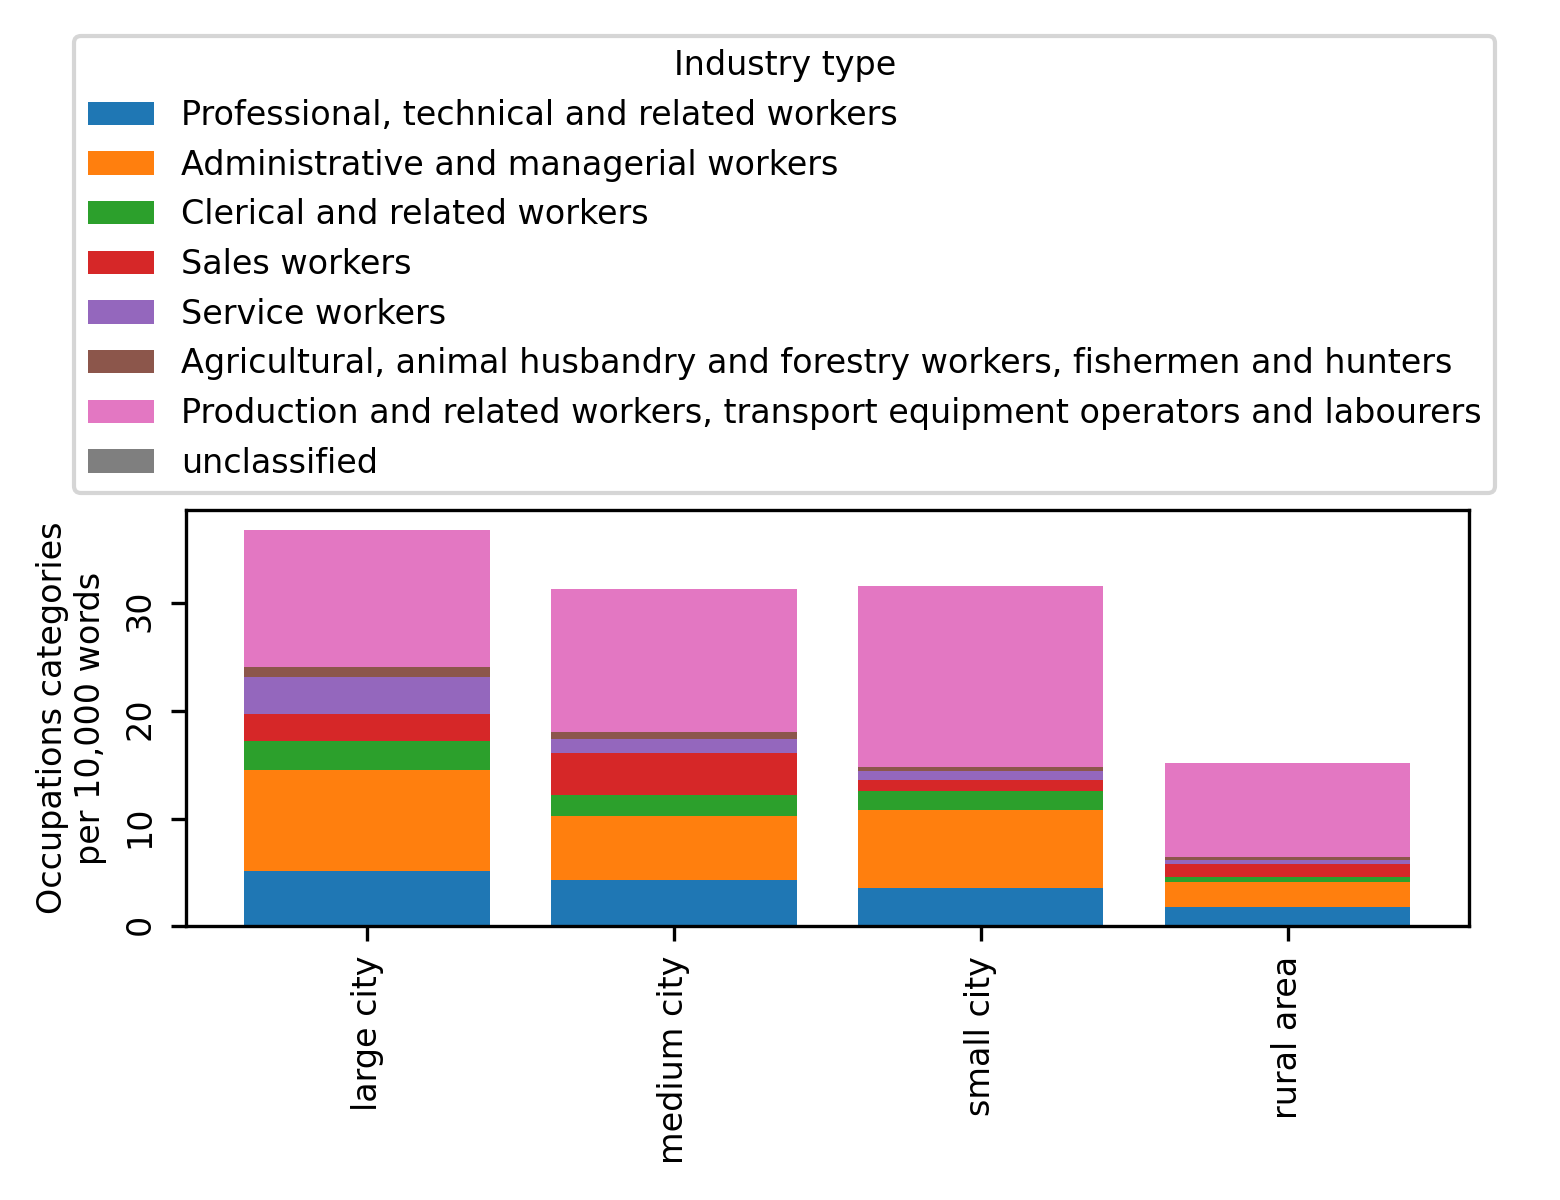 Industry type
Professional, technical and related workers
Administrative and managerial workers
Clerical and related workers
Sales workers
Service workers
Agricultural, animal husbandry and forestry workers, fishermen and hunters
Production and related workers, transport equipment operators and labourers
unclassified
Occupations categories
per 10,000 words
30
20
10
0
large city
medium city
small city
rural area